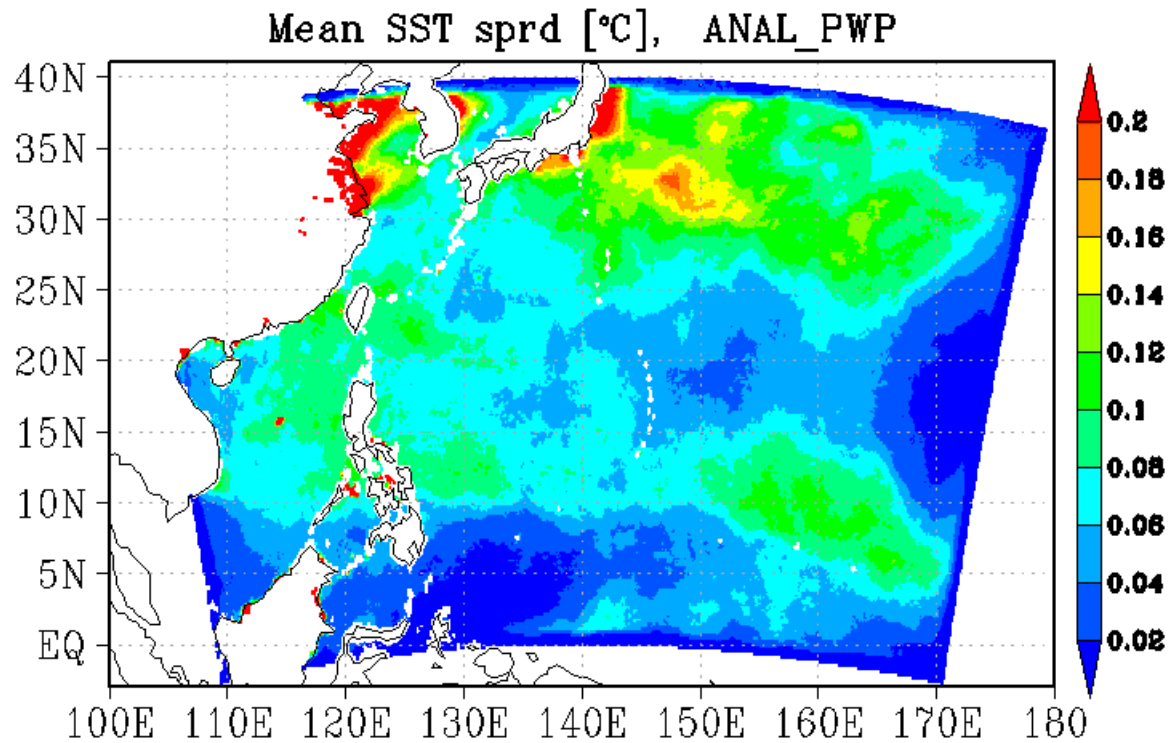 Mean SST sprd [°C], ANAL_PWP
40N
35N
30N
25N
20N
15N
10N
5N
EQ
100E 110E 120E 130E 140E 150E 160E 170E 180
0.2
0.18
0.16
0.14
0.12
0.1
0.08
0.06
0.04
0.02